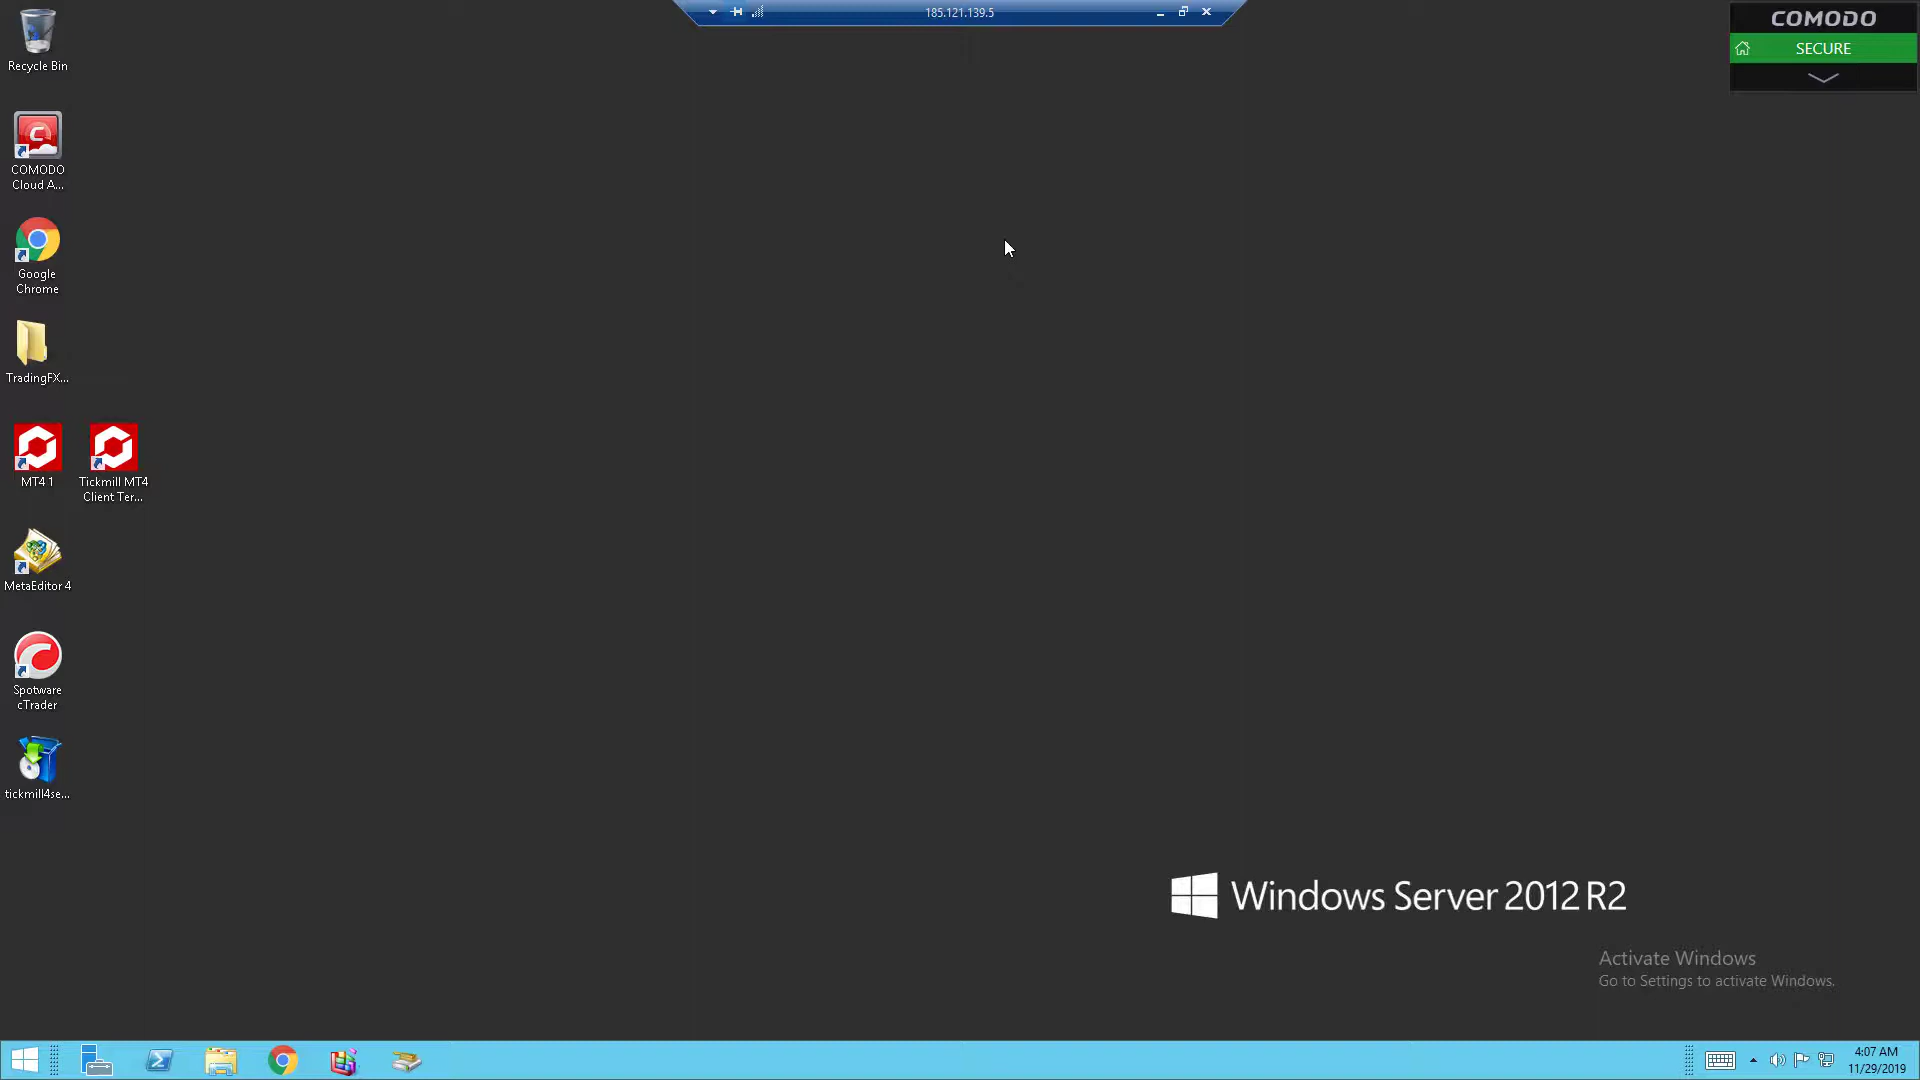 185.121.139.5
COMODO
SECURE
Recycle Bin
COMODO
Cloud A...
Google
Chrome
TradingFX...
MT4 1
Tickmill MT4
Client Ter...
MetaEditor 4
Spotware
cTrader
tickmill4se...
Windows Server 2012 R2
Activate Windows
Go to Settings to activate Windows.
4:07 AM
11/29/2019